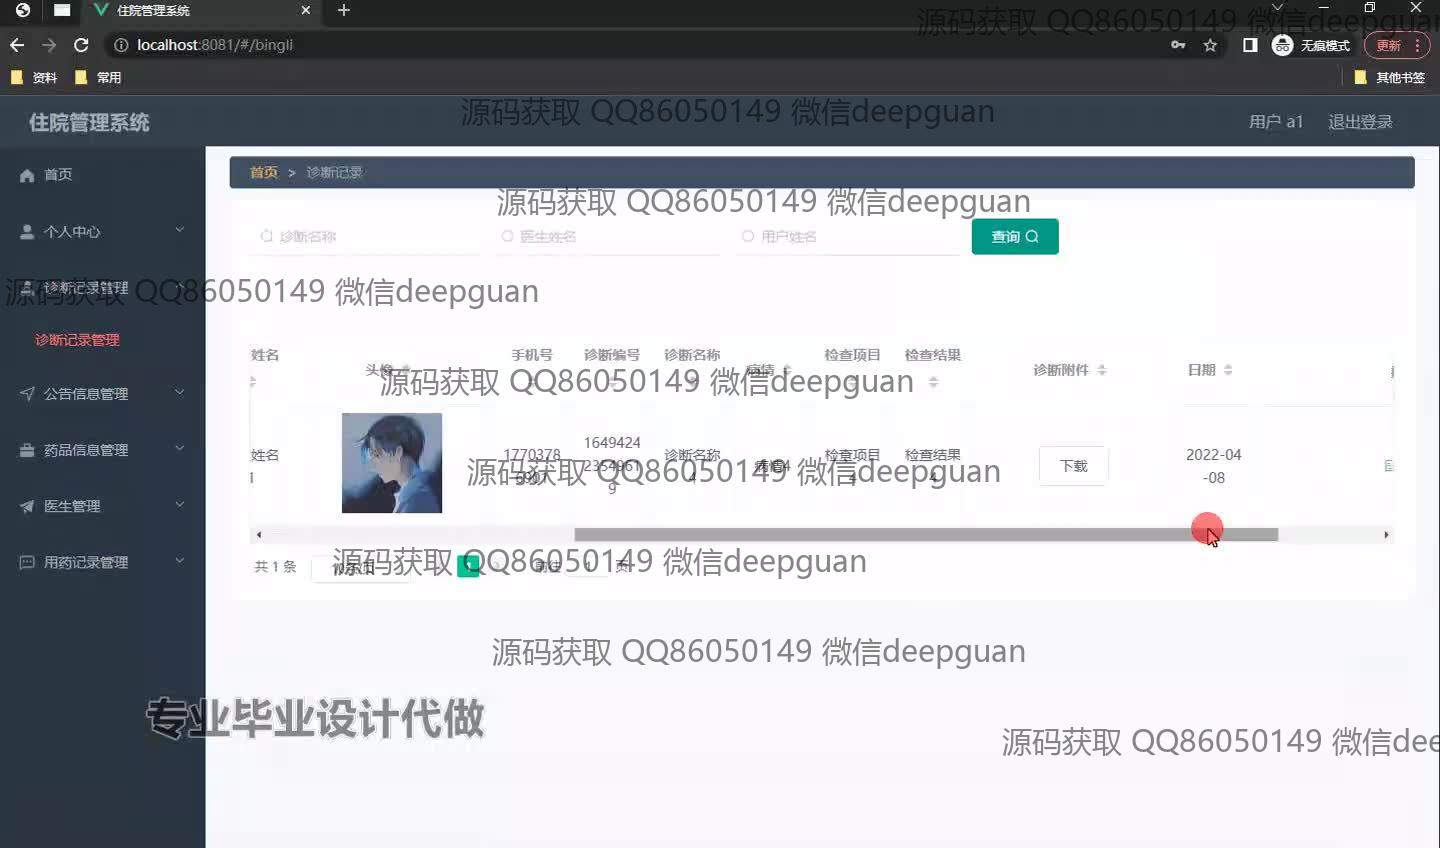 住院管理系统
源码获取 QQ86050149 微信deepguan
localhost:8081/#/bingli
无痕模式
更新
资料
常用
其他书签
住院管理系统
源码获取 QQ86050149 微信deepguan
用户 a1
退出登录
首页
首页 > 诊断记录
源码获取 QQ86050149 微信deepguan
个人中心
诊断名称
医生姓名
用户姓名
查询
诊断记录管理
源码获取 QQ86050149 微信deepguan
诊断记录管理
姓名
头像
手机号
诊断编号
诊断名称
病情
检查项目
检查结果
诊断附件
日期
源码获取 QQ86050149 微信deepguan
公告信息管理
药品信息管理
姓名
1
1770378
1649424
2354961
9
诊断名称
4
病情4
检查项目
4
检查结果
4
下载
2022-04
-08
源码获取 QQ86050149 微信deepguan
医生管理
用药记录管理
共 1 条
10条/页
1
前往
1
页
源码获取 QQ86050149 微信deepguan
源码获取 QQ86050149 微信deepguan
专业毕业设计代做
源码获取 QQ86050149 微信dee